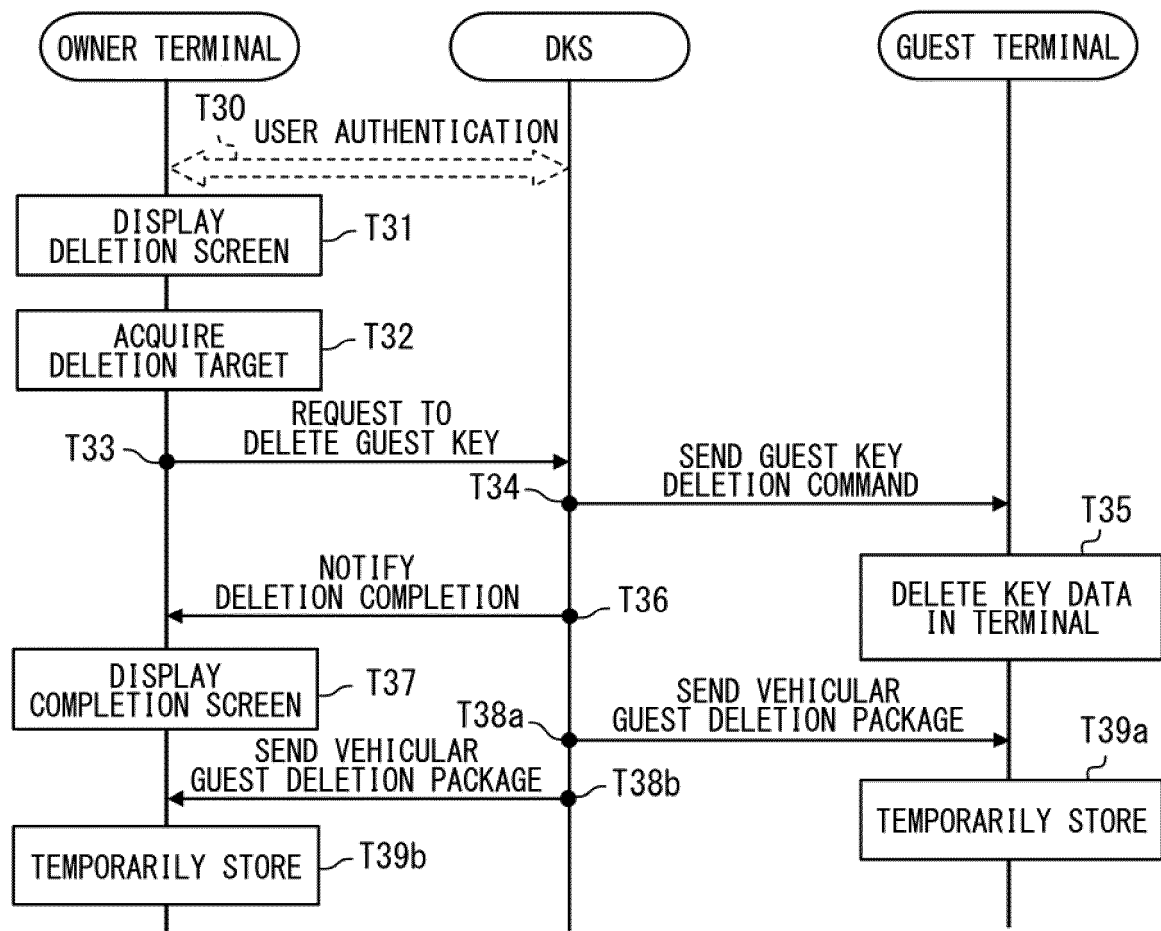 OWNER TERMINAL
DKS
GUEST TERMINAL
T30
USER AUTHENTICATION
DISPLAY
DELETION SCREEN
T31
ACQUIRE
DELETION TARGET
T32
REQUEST TO
DELETE GUEST KEY
T33
SEND GUEST KEY
DELETION COMMAND
T34
T35
DELETE KEY DATA
IN TERMINAL
NOTIFY
DELETION COMPLETION
T36
DISPLAY
COMPLETION SCREEN
T37
SEND VEHICULAR
GUEST DELETION PACKAGE
T38a
T39a
SEND VEHICULAR
GUEST DELETION PACKAGE
T38b
TEMPORARILY STORE
TEMPORARILY STORE
T39b